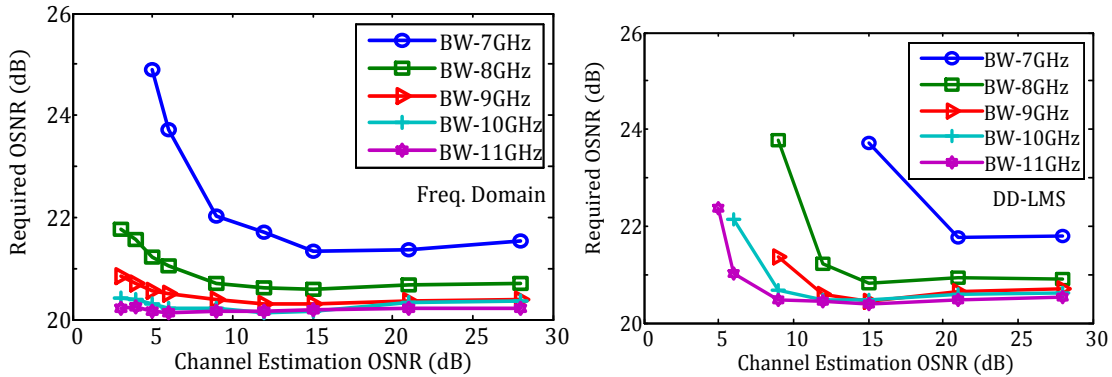 26
24
22
20
0
5
10
15
20
25
30
Required OSNR (dB)
Channel Estimation OSNR (dB)
BW-7GHz
BW-8GHz
BW-9GHz
BW-10GHz
BW-11GHz
Freq. Domain
26
24
22
20
0
5
10
15
20
25
30
Required OSNR (dB)
Channel Estimation OSNR (dB)
BW-7GHz
BW-8GHz
BW-9GHz
BW-10GHz
BW-11GHz
DD-LMS